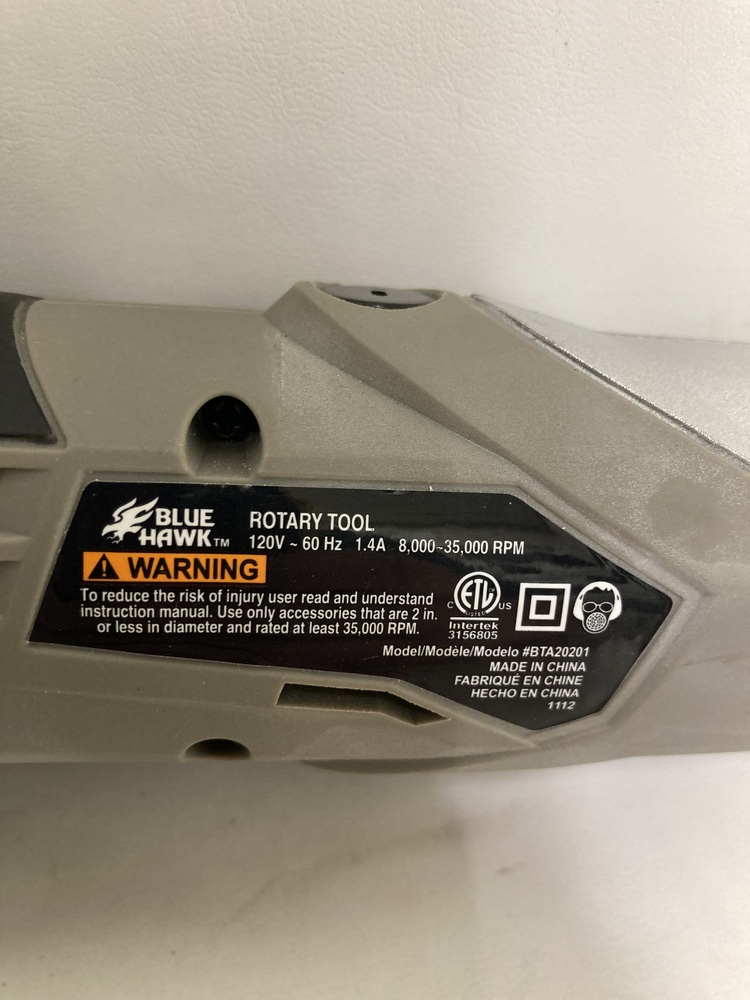 BLUE
HAWK™
ROTARY TOOL
120V ~ 60 Hz 1.4A 8,000~35,000 RPM
WARNING
To reduce the risk of injury user read and understand
instruction manual. Use only accessories that are 2 in.
or less in diameter and rated at least 35,000 RPM.
C ETL US
LISTED
Intertek
3156805
Model/Modèle/Modelo #BTA20201
MADE IN CHINA
FABRIQUÉ EN CHINE
HECHO EN CHINA
1112